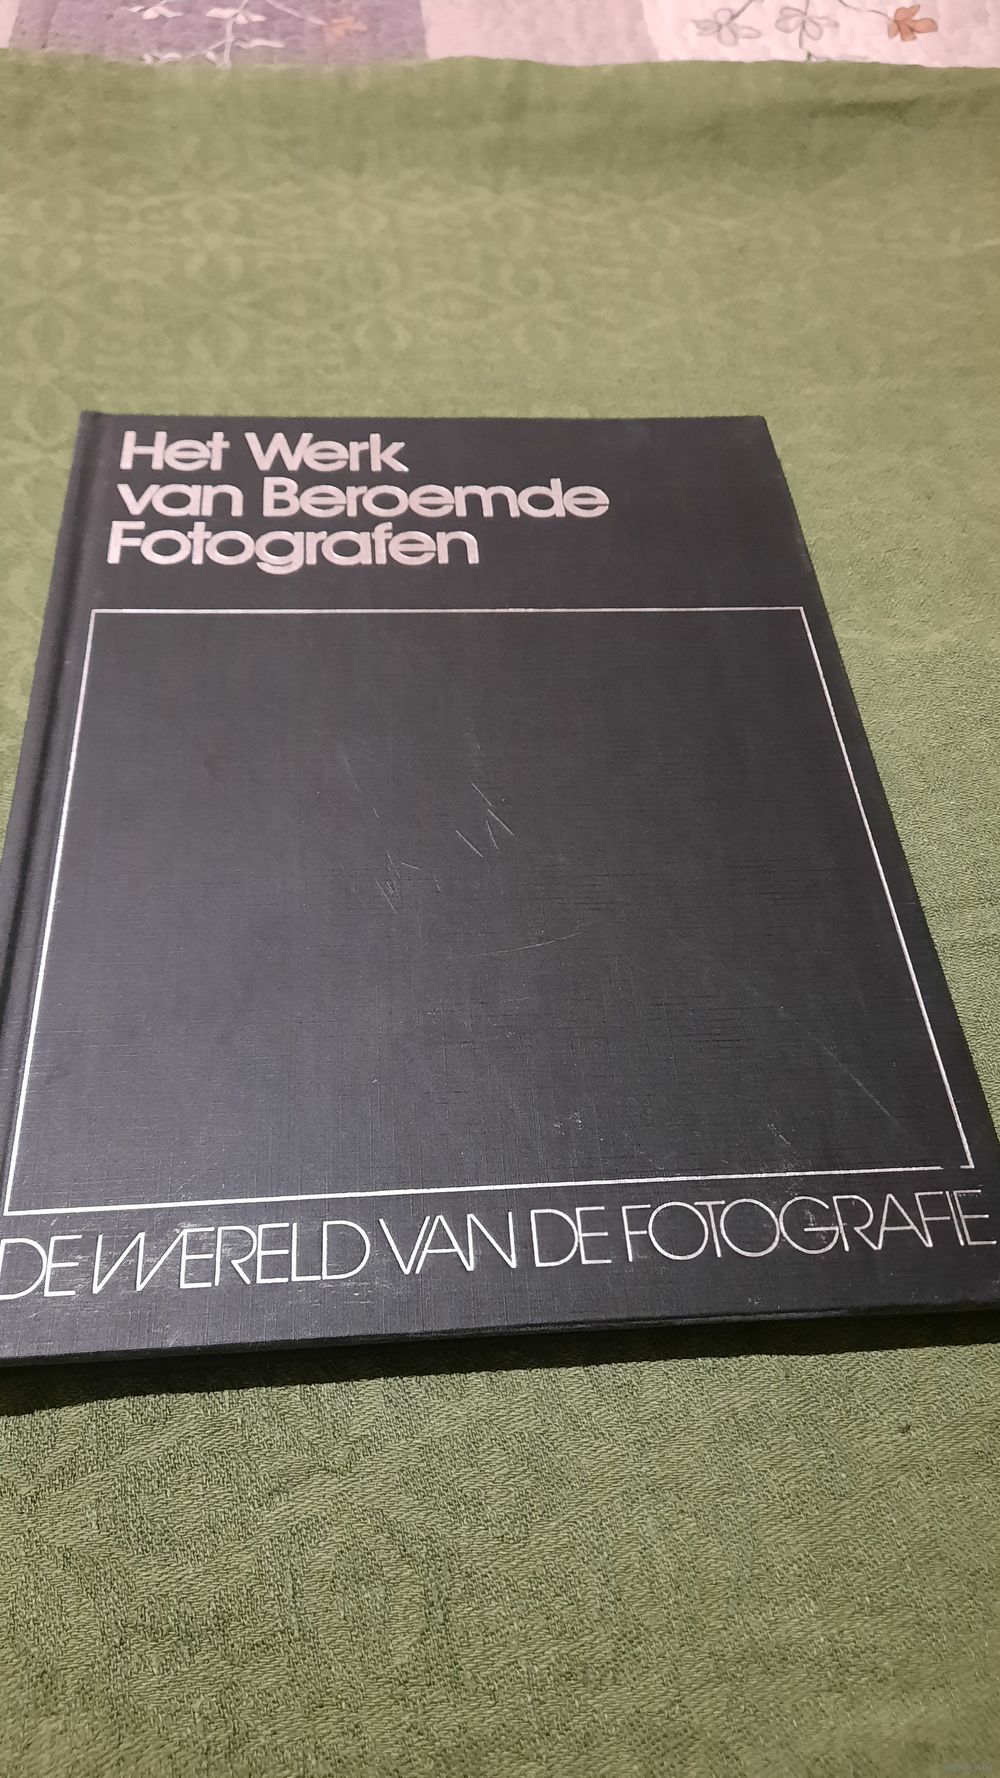 Het Werk
van Beroemde
Fotografen
DE WERELD VAN DE FOTOGRAFIE